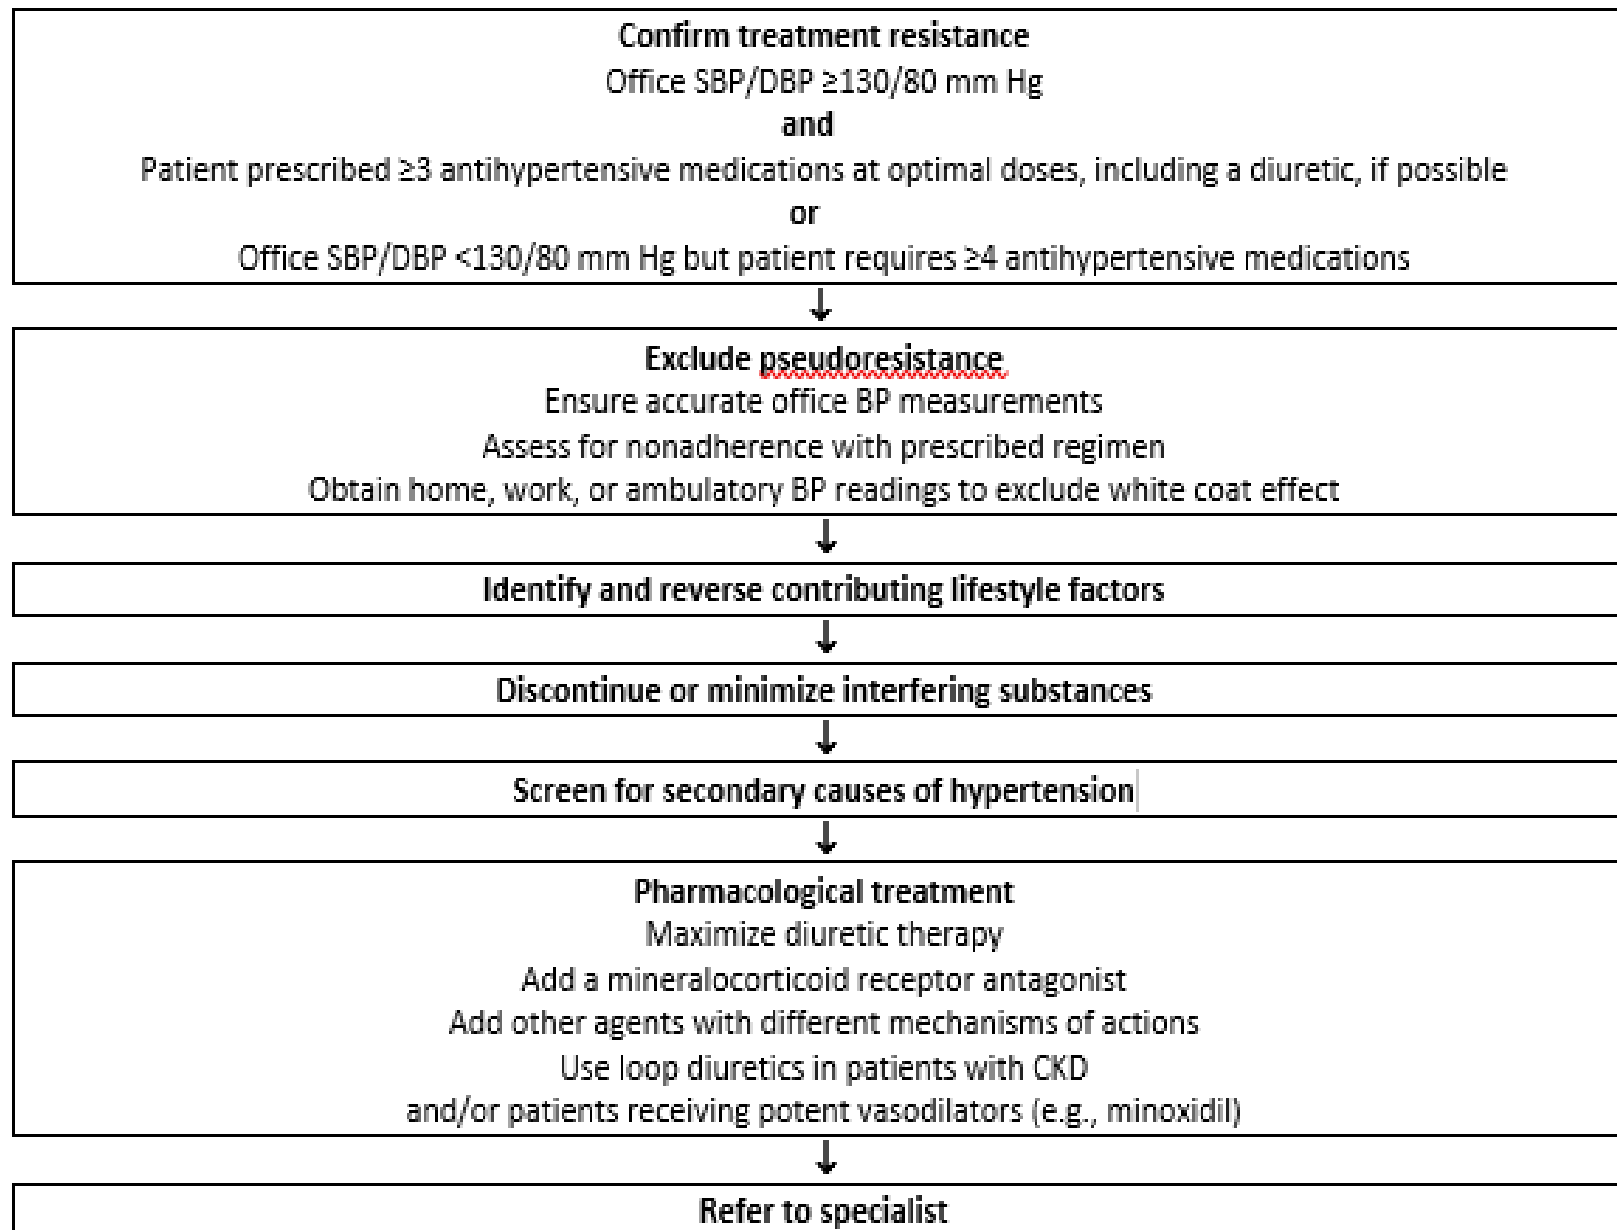 Confirm treatment resistance
Office SBP/DBP ≥130/80 mm Hg
and
Patient prescribed ≥3 antihypertensive medications at optimal doses, including a diuretic, if possible
or
Office SBP/DBP <130/80 mm Hg but patient requires ≥4 antihypertensive medications
Exclude pseudoresistance
Ensure accurate office BP measurements
Assess for nonadherence with prescribed regimen
Obtain home, work, or ambulatory BP readings to exclude white coat effect
Identify and reverse contributing lifestyle factors
Discontinue or minimize interfering substances
Screen for secondary causes of hypertension
Pharmacological treatment
Maximize diuretic therapy
Add a mineralocorticoid receptor antagonist
Add other agents with different mechanisms of actions
Use loop diuretics in patients with CKD
and/or patients receiving potent vasodilators (e.g., minoxidil)
Refer to specialist